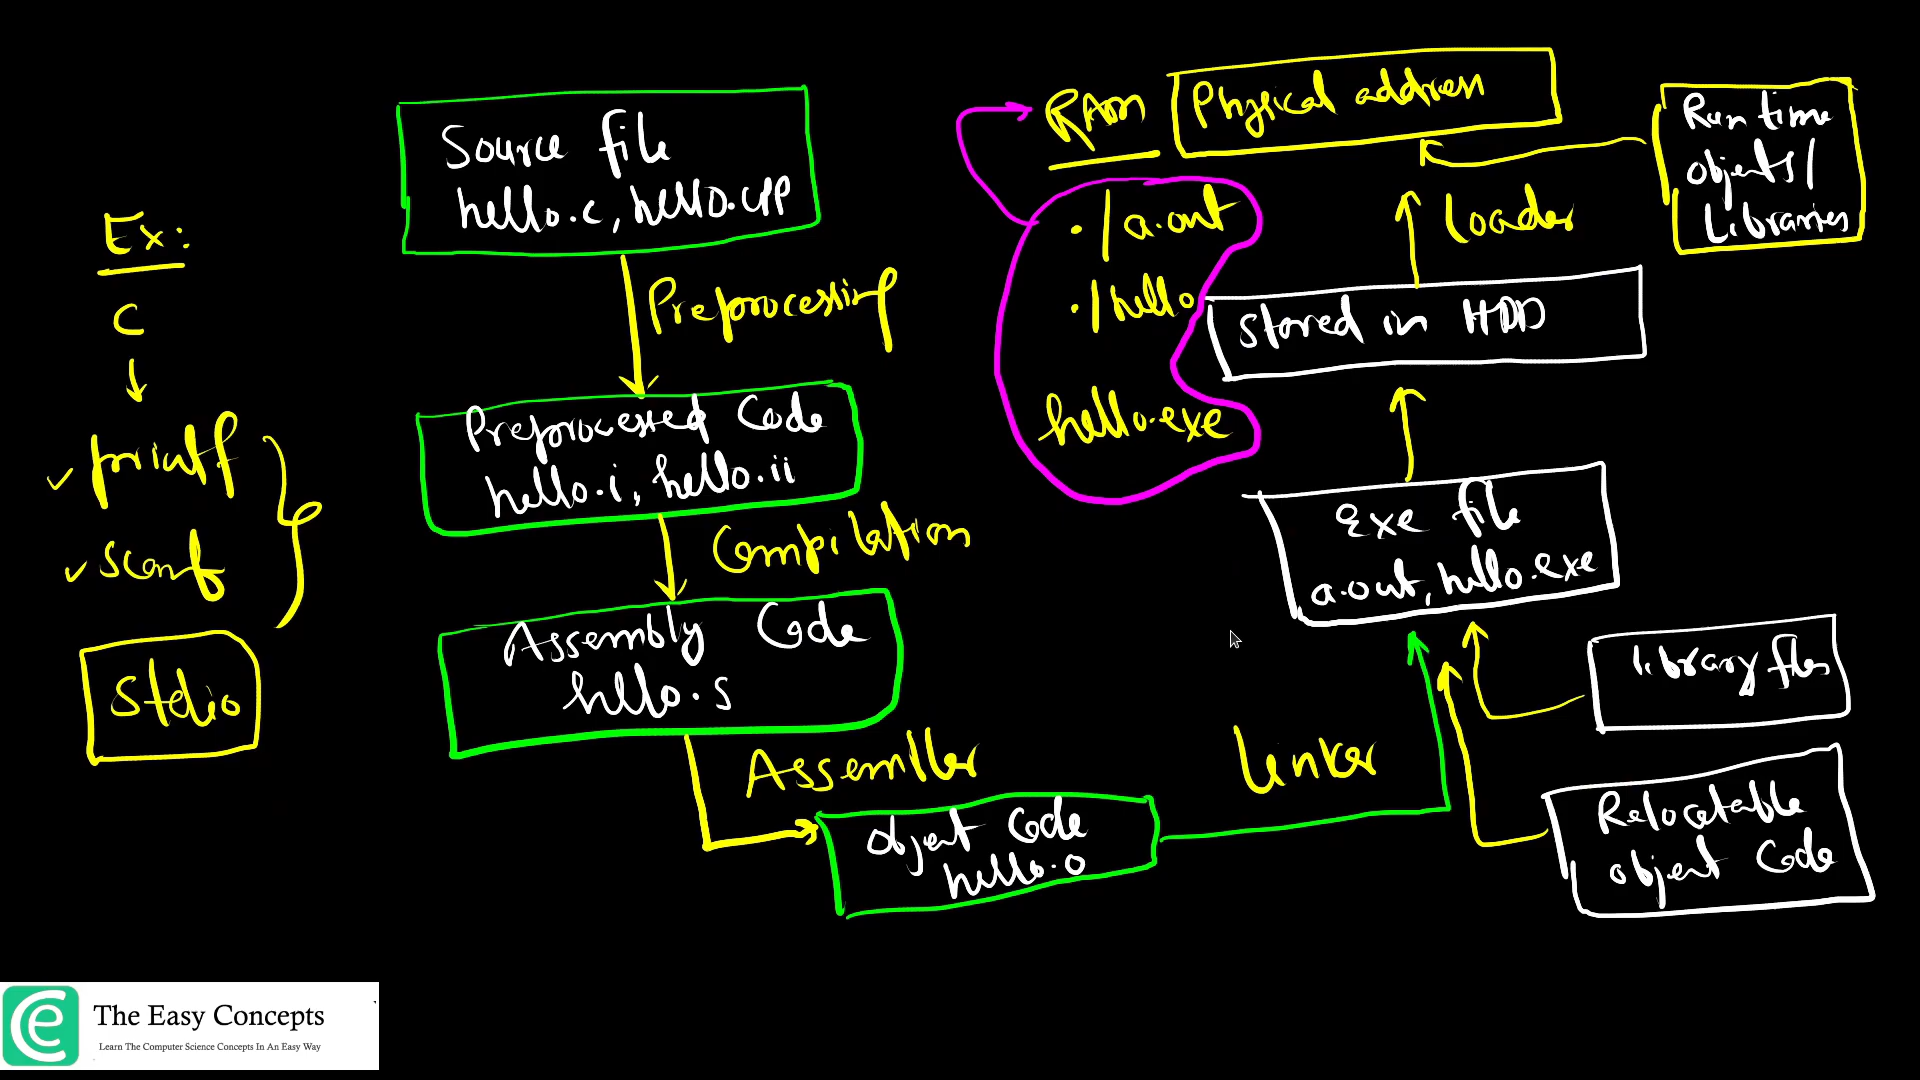 Ex:
C
printf
scanf
Stdio
Source file
hello.c, hello.cpp
Preprocessing
Preprocessed Code
hello.i, hello.ii
Compilation
Assembly Code
hello.s
Assembler
Object Code
hello.o
Linker
RAM
Physical address
Run time
objects/
Libraries
./a.out
./hello
hello.exe
Loader
Stored in HDD
Exe file
a.out, hello.exe
library files
Relocatable
object Code
The Easy Concepts
Learn The Computer Science Concepts In An Easy Way